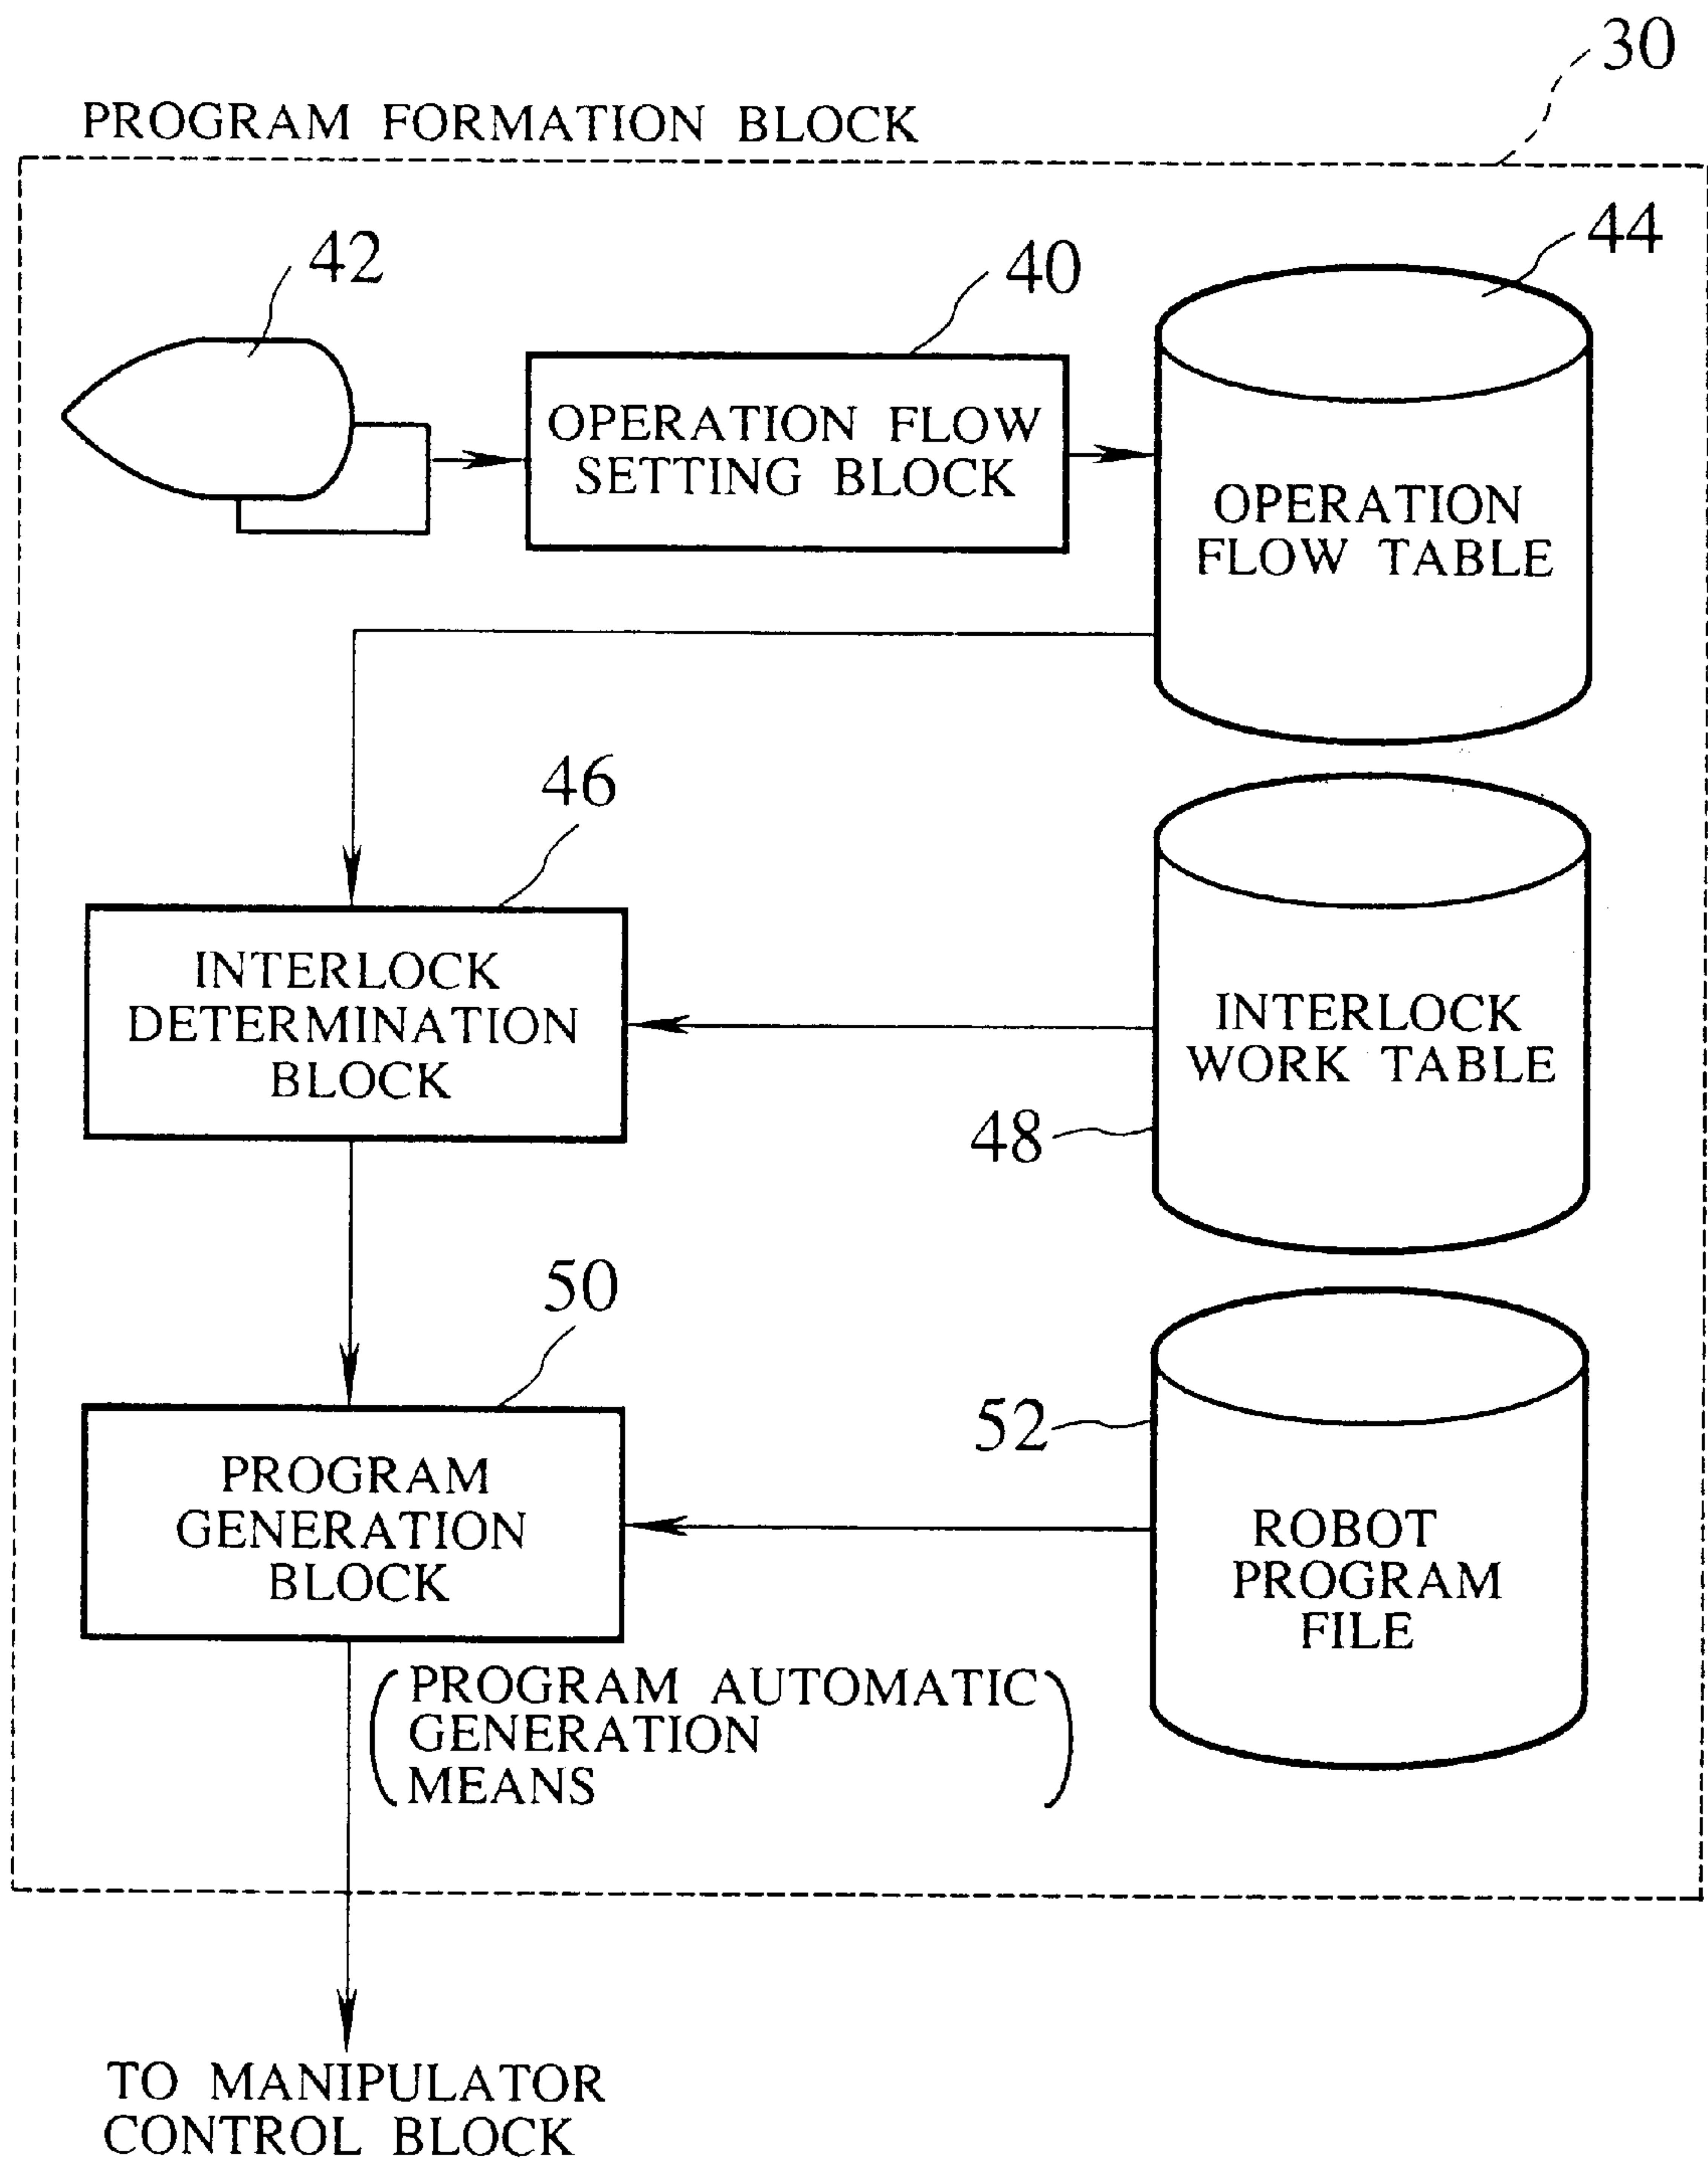 30
PROGRAM FORMATION BLOCK
42
40
44
OPERATION FLOW
SETTING BLOCK
OPERATION
FLOW TABLE
46
INTERLOCK
DETERMINATION
BLOCK
INTERLOCK
WORK TABLE
48
50
52
PROGRAM
GENERATION
BLOCK
ROBOT
PROGRAM
FILE
(PROGRAM AUTOMATIC
GENERATION
MEANS)
TO MANIPULATOR
CONTROL BLOCK